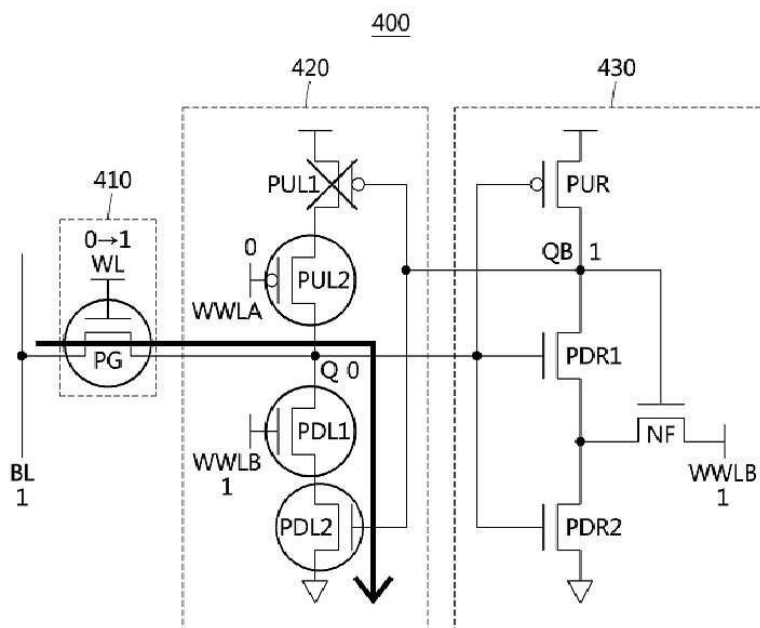 400
420
430
410
0→1
WL
PUL1
PUR
0
PUL2
QB 1
WWLA
PG
Q 0
PDR1
PDL1
NF
WWLB
1
WWLB
1
BL
1
PDL2
PDR2